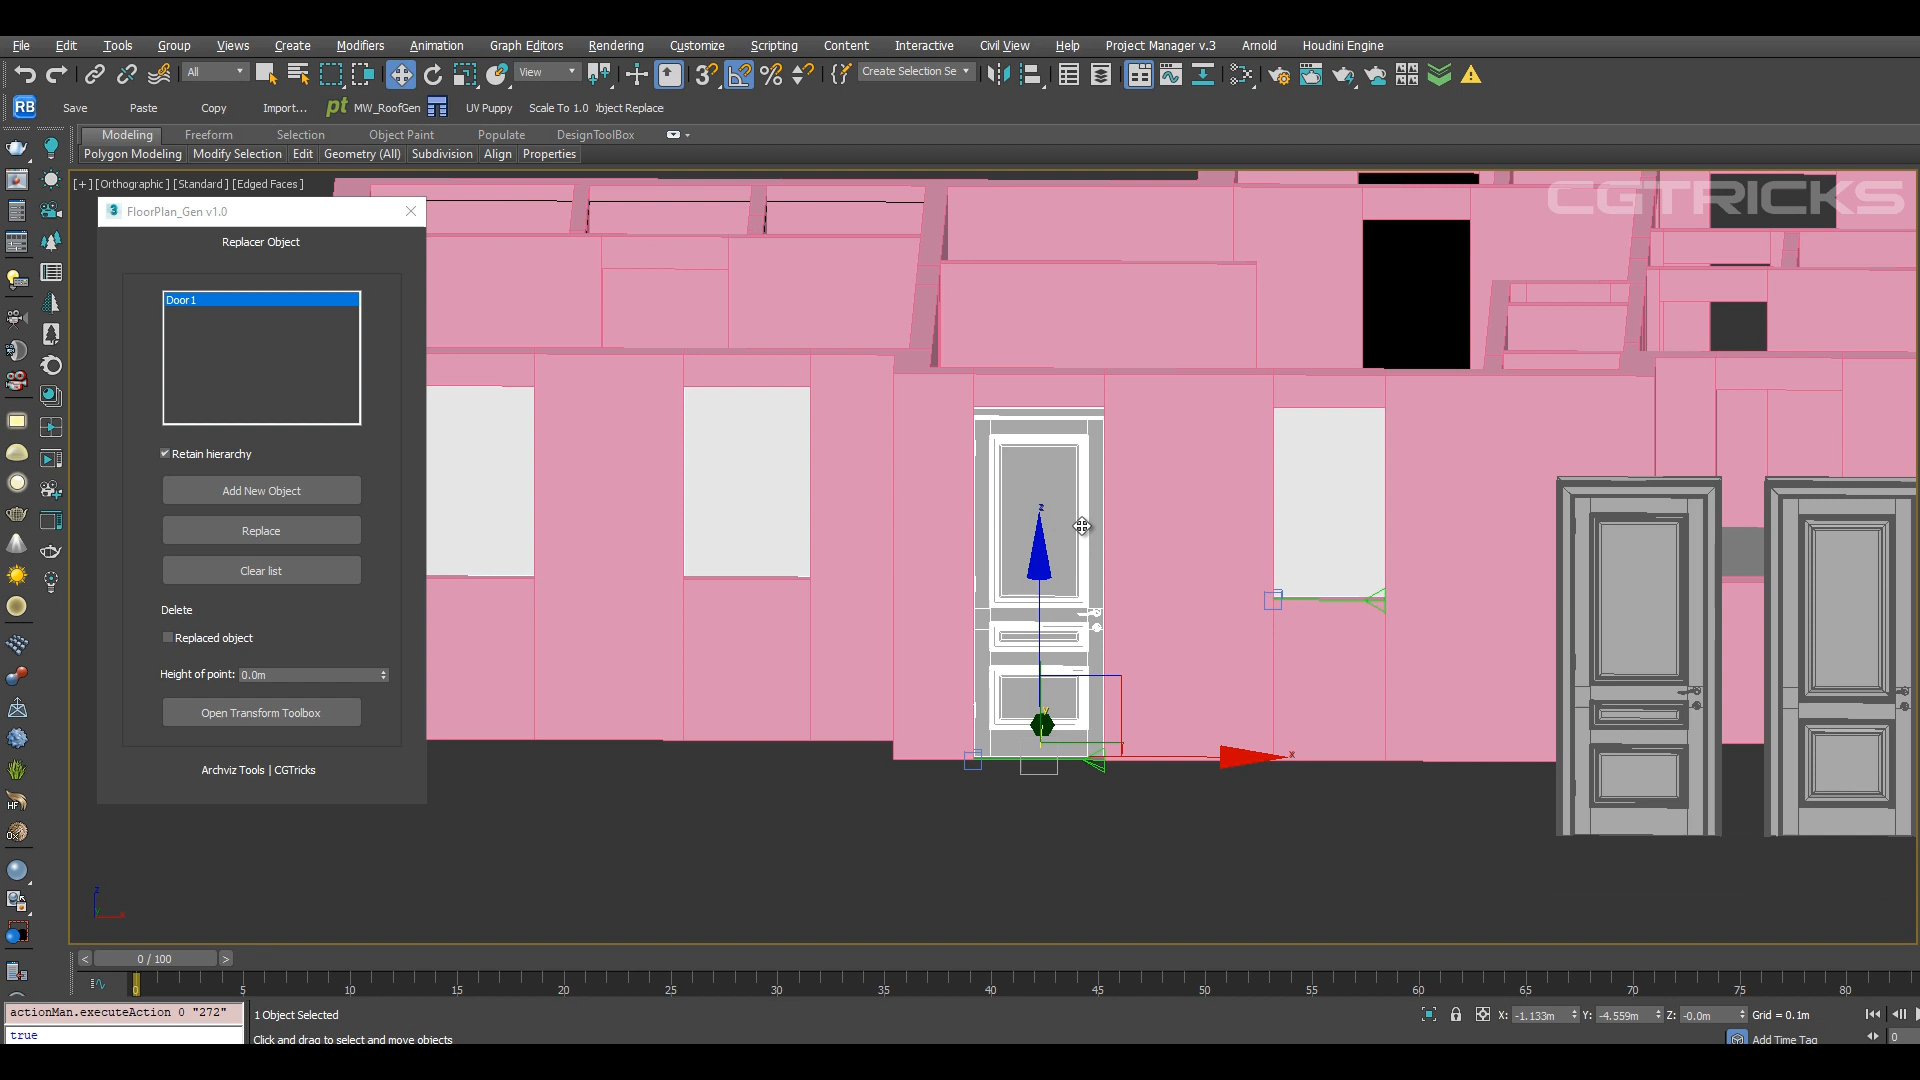 File Edit Tools Group Views Create Modifiers Animation Graph Editors Rendering Customize Scripting Content Interactive Civil View Help Project Manager v.3 Arnold Houdini Engine
All View Create Selection Se
RB Save Paste Copy Import... pt MW_RoofGen UV Puppy Scale To 1.0 Object Replace
Modeling Freeform Selection Object Paint Populate DesignToolBox
Polygon Modeling Modify Selection Edit Geometry (All) Subdivision Align Properties
[+] [Orthographic] [Standard] [Edged Faces]
CGTRICKS
3 FloorPlan_Gen v1.0
Replacer Object
Door1
Retain hierarchy
Add New Object
Replace
Clear list
Delete
Replaced object
Height of point: 0.0m
Open Transform Toolbox
Archviz Tools | CGTricks
z
y
x
z
< 0 / 100 >
0 5 10 15 20 25 30 35 40 45 50 55 60 65 70 75 80
actionMan.executeAction 0 "272"
true
1 Object Selected
Click and drag to select and move objects
X: -1.133m Y: -4.559m Z: -0.0m Grid = 0.1m
Add Time Tag
0